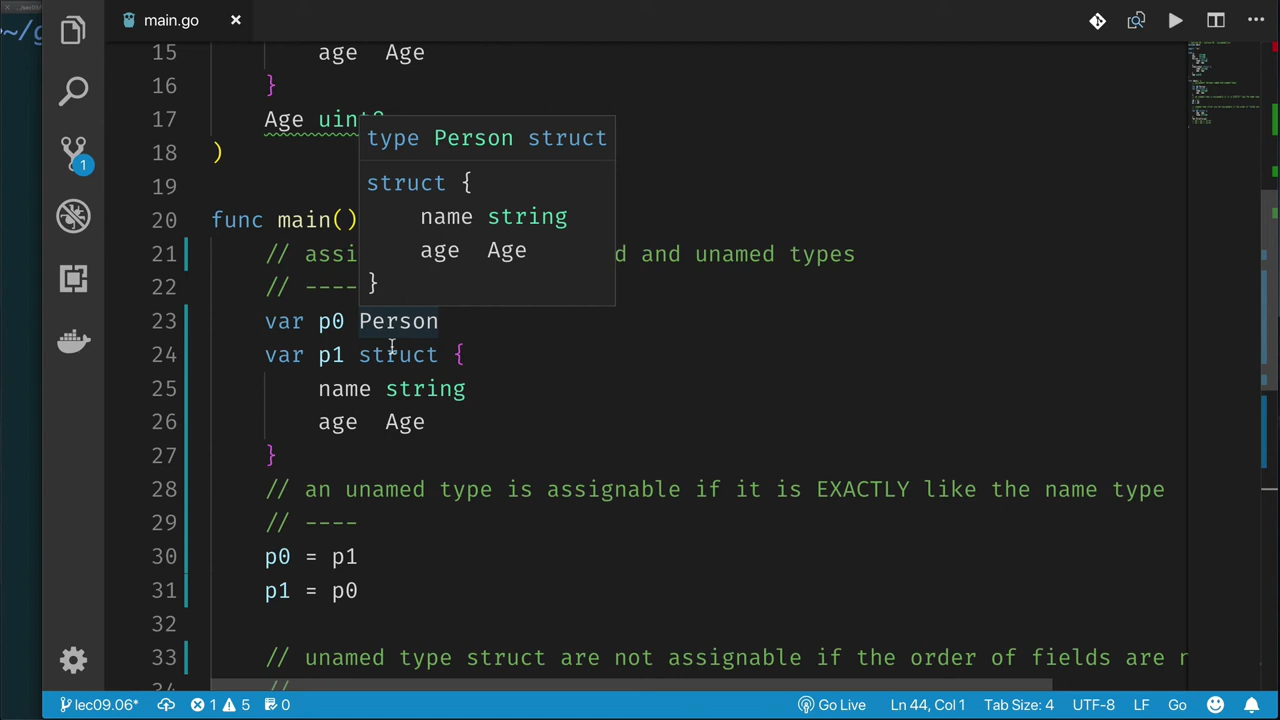 main.go
15 age Age
16 }
17 Age
18 )
19
type Person struct
struct {
name string
age Age
}
20 func main()
21 // assi d and unamed types
22 // ----
23 var p0 Person
24 var p1 struct {
25 name string
26 age Age
27 }
28 // an unamed type is assignable if it is EXACTLY like the name type
29 // ----
30 p0 = p1
31 p1 = p0
32
33 // unamed type struct are not assignable if the order of fields are
1
lec09.06* 1 5 0 Go Live Ln 44, Col 1 Tab Size: 4 UTF-8 LF Go